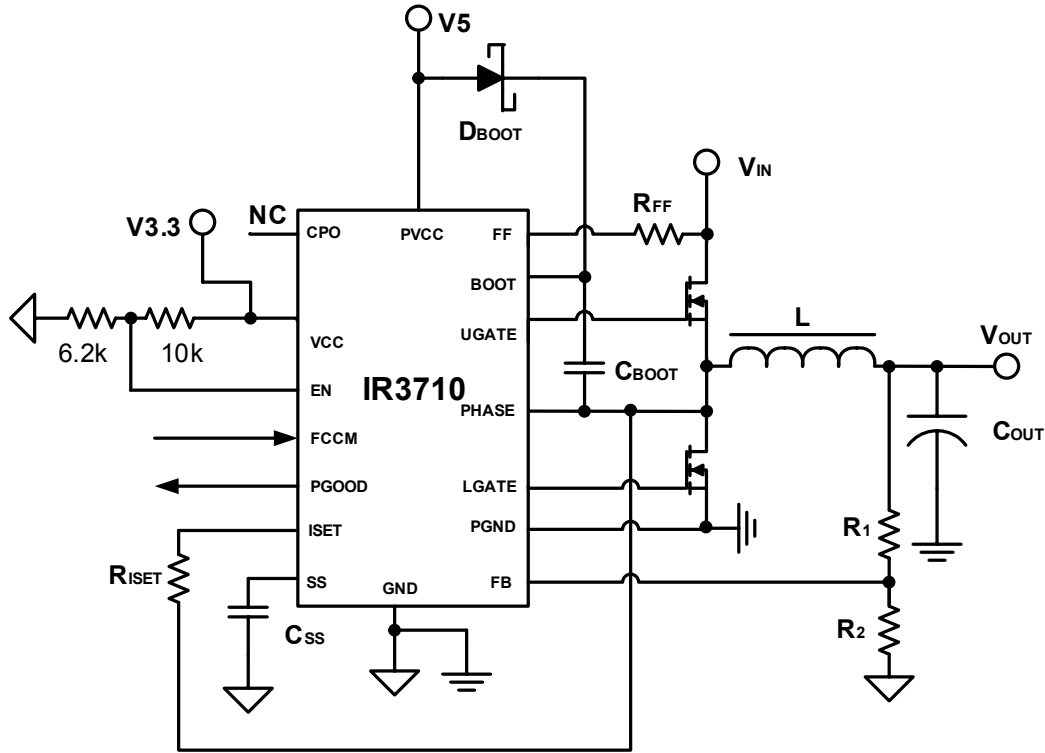 V5
DBOOT
VIN
RFF
NC
V3.3
CPO
PVCC
FF
BOOT
L
VOUT
UGATE
6.2k
10k
VCC
CBOOT
EN
IR3710
PHASE
COUT
FCCM
PGOOD
LGATE
ISET
PGND
R1
RISET
SS
GND
FB
CSS
R2